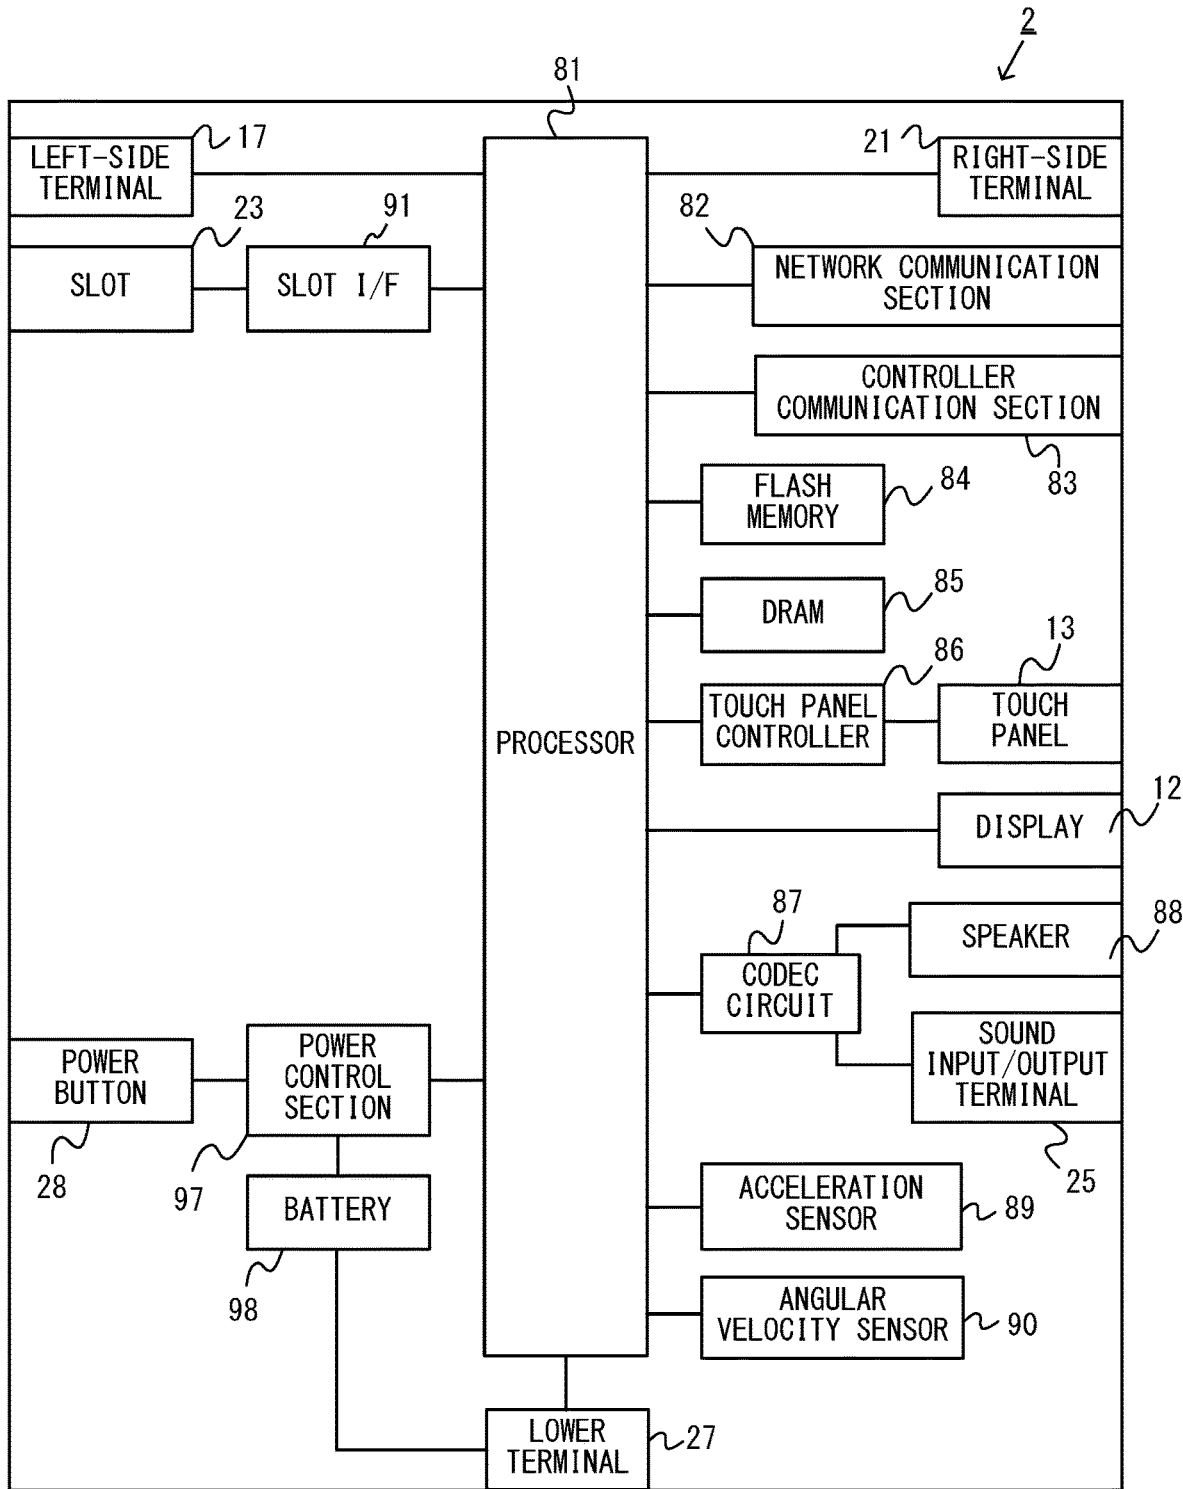 2
81
17
LEFT-SIDE
TERMINAL
21
RIGHT-SIDE
TERMINAL
23
SLOT
91
SLOT I/F
82
NETWORK COMMUNICATION
SECTION
CONTROLLER
COMMUNICATION SECTION
83
FLASH
MEMORY
84
DRAM
85
86
TOUCH PANEL
CONTROLLER
13
TOUCH
PANEL
PROCESSOR
DISPLAY
12
87
CODEC
CIRCUIT
SPEAKER
88
SOUND
INPUT/OUTPUT
TERMINAL
25
POWER
BUTTON
28
POWER
CONTROL
SECTION
97
BATTERY
98
ACCELERATION
SENSOR
89
ANGULAR
VELOCITY SENSOR
90
LOWER
TERMINAL
27